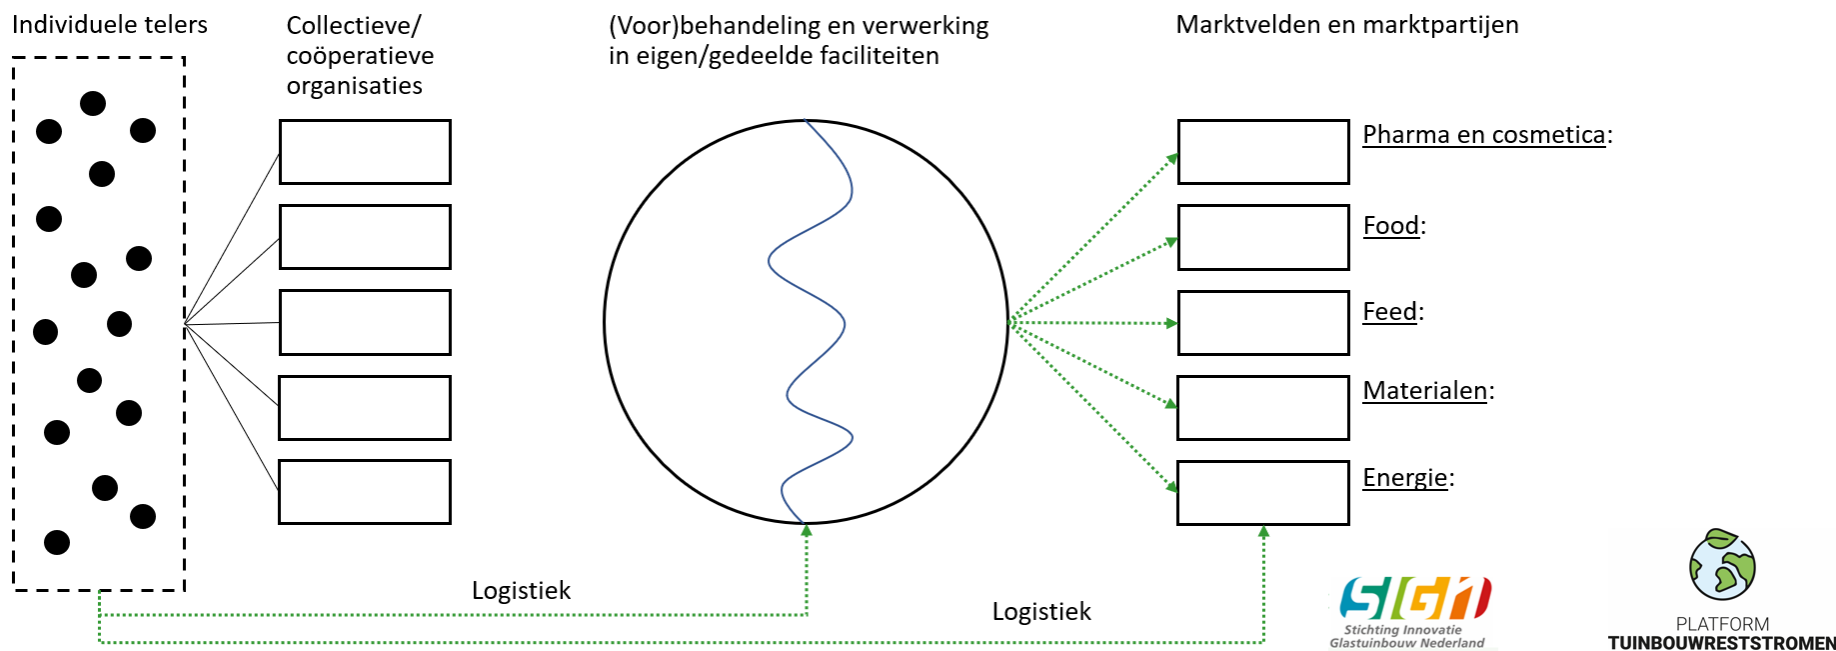 Individuele telers
Collectieve/
coöperatieve
organisaties
(Voor)behandeling en verwerking
in eigen/gedeelde faciliteiten
Marktvelden en marktpartijen
Pharma en cosmetica:
Food:
Feed:
Materialen:
Energie:
Logistiek
Logistiek
SIGN
Stichting Innovatie
Glastuinbouw Nederland
PLATFORM
TUINBOUWRESTSTROMEN